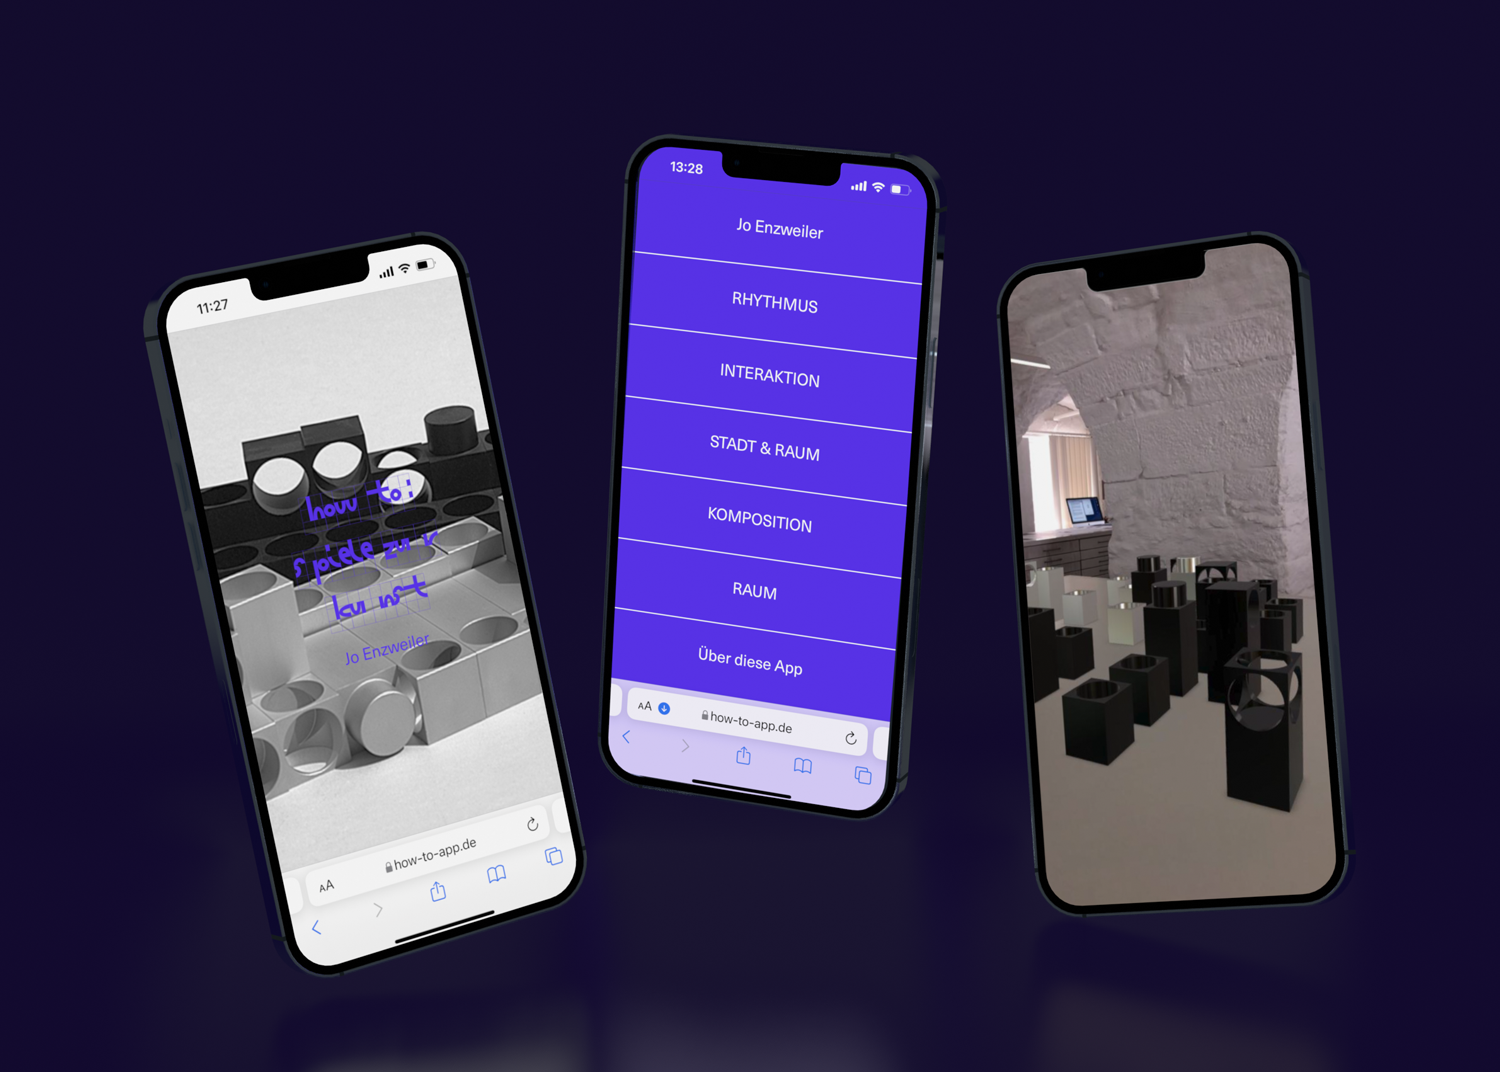 11:27
how to:
spiele zur
kunst
Jo Enzweiler
AA how-to-app.de
13:28
Jo Enzweiler
RHYTHMUS
INTERAKTION
STADT & RAUM
KOMPOSITION
RAUM
Über diese App
AA how-to-app.de